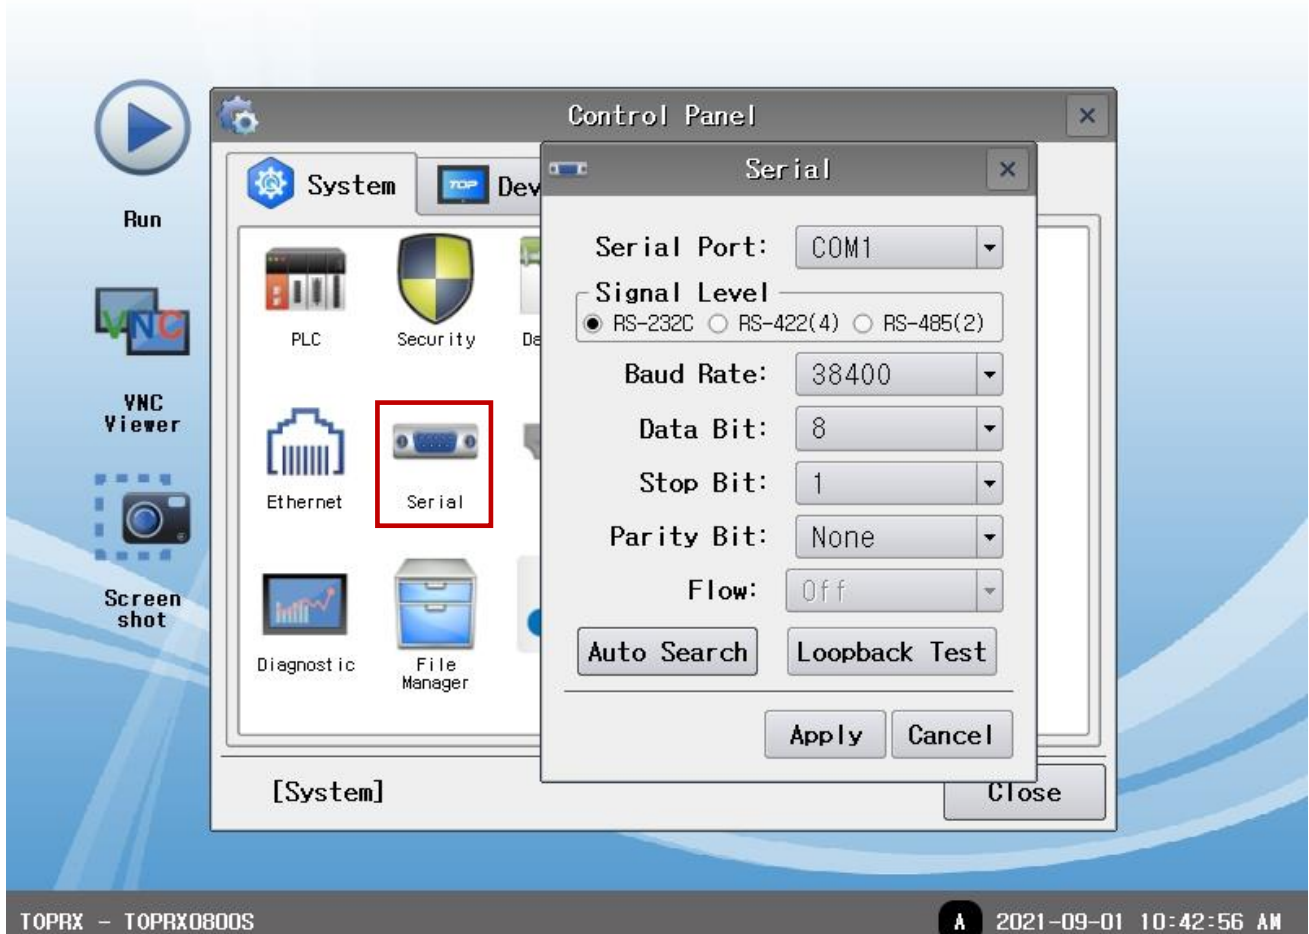 Control Panel
Serial
System
TOP
Dev
Run
VNC
VNC
Viewer
Screen
shot
PLC
Security
Da
Ethernet
Serial
Diagnostic
File
Manager
Serial Port: COM1
Signal Level
RS-232C RS-422(4) RS-485(2)
Baud Rate: 38400
Data Bit: 8
Stop Bit: 1
Parity Bit: None
Flow: Off
Auto Search Loopback Test
Apply Cancel
[System] Close
TOPRX - TOPRX0800S A 2021-09-01 10:42:56 AM